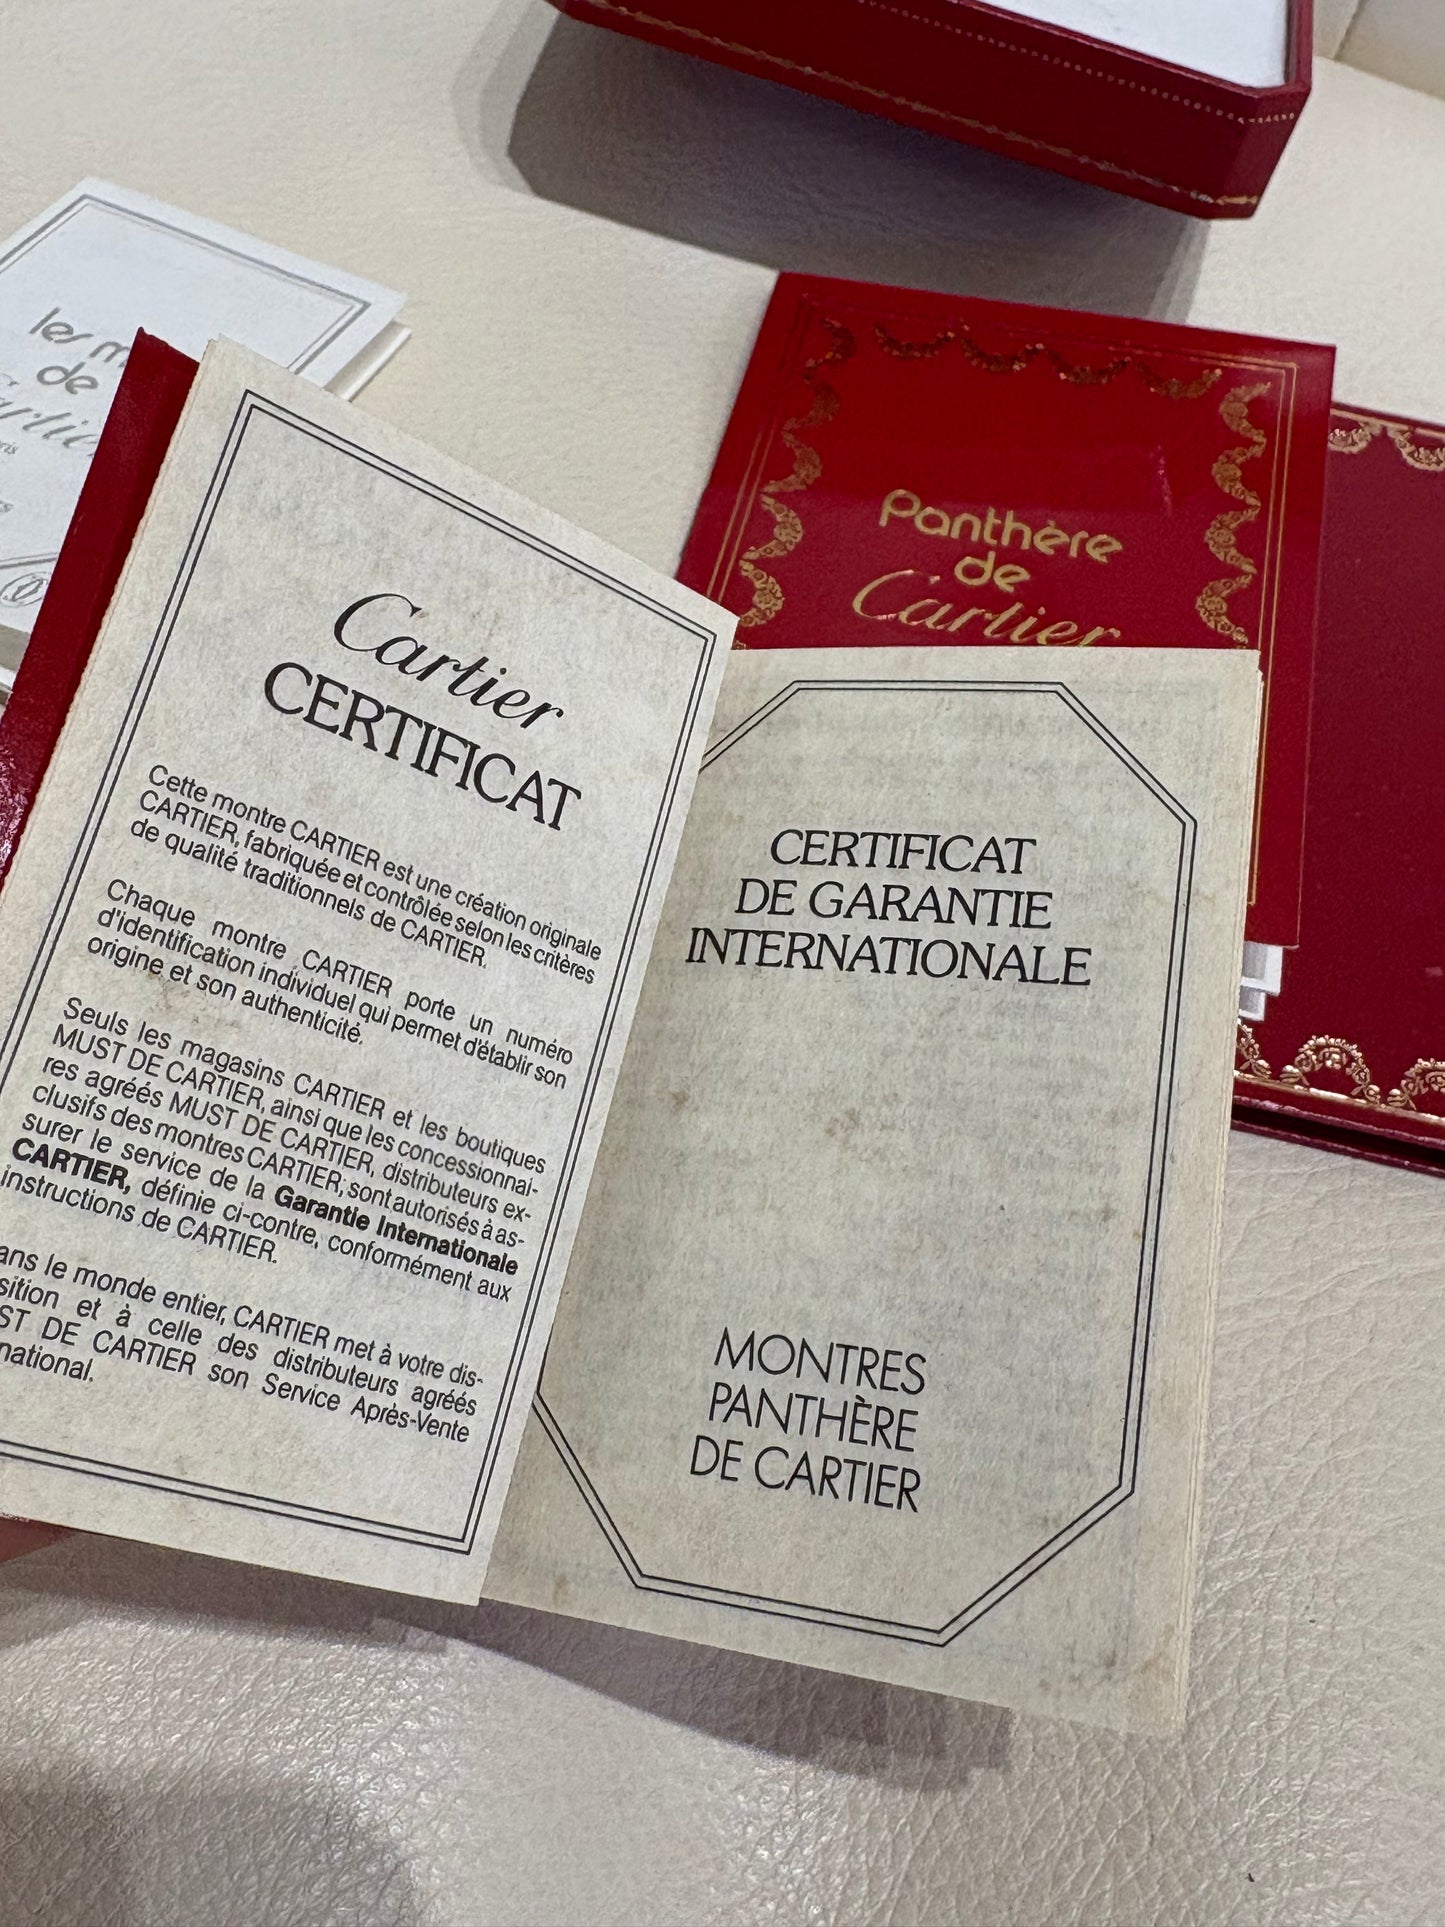 les
de
Cartier
Panthère
de
Cartier
Cartier
CERTIFICAT
Cette montre CARTIER est une création originale
CARTIER, fabriquée et contrôlée selon les critères
de qualité traditionnels de CARTIER.
Chaque montre CARTIER porte un numéro
d'identification individuel qui permet d'établir son
origine et son authenticité.
Seuls les magasins CARTIER et les boutiques
MUST DE CARTIER, ainsi que les concessionnai-
res agréés MUST DE CARTIER, distributeurs ex-
clusifs des montres CARTIER, sont autorisés à as-
surer le service de la Garantie Internationale
CARTIER, définie ci-contre, conformément aux
instructions de CARTIER.
ans le monde entier, CARTIER met à votre dis-
sition et à celle des distributeurs agréés
ST DE CARTIER son Service Après-Vente
national.
CERTIFICAT
DE GARANTIE
INTERNATIONALE
MONTRES
PANTHÈRE
DE CARTIER